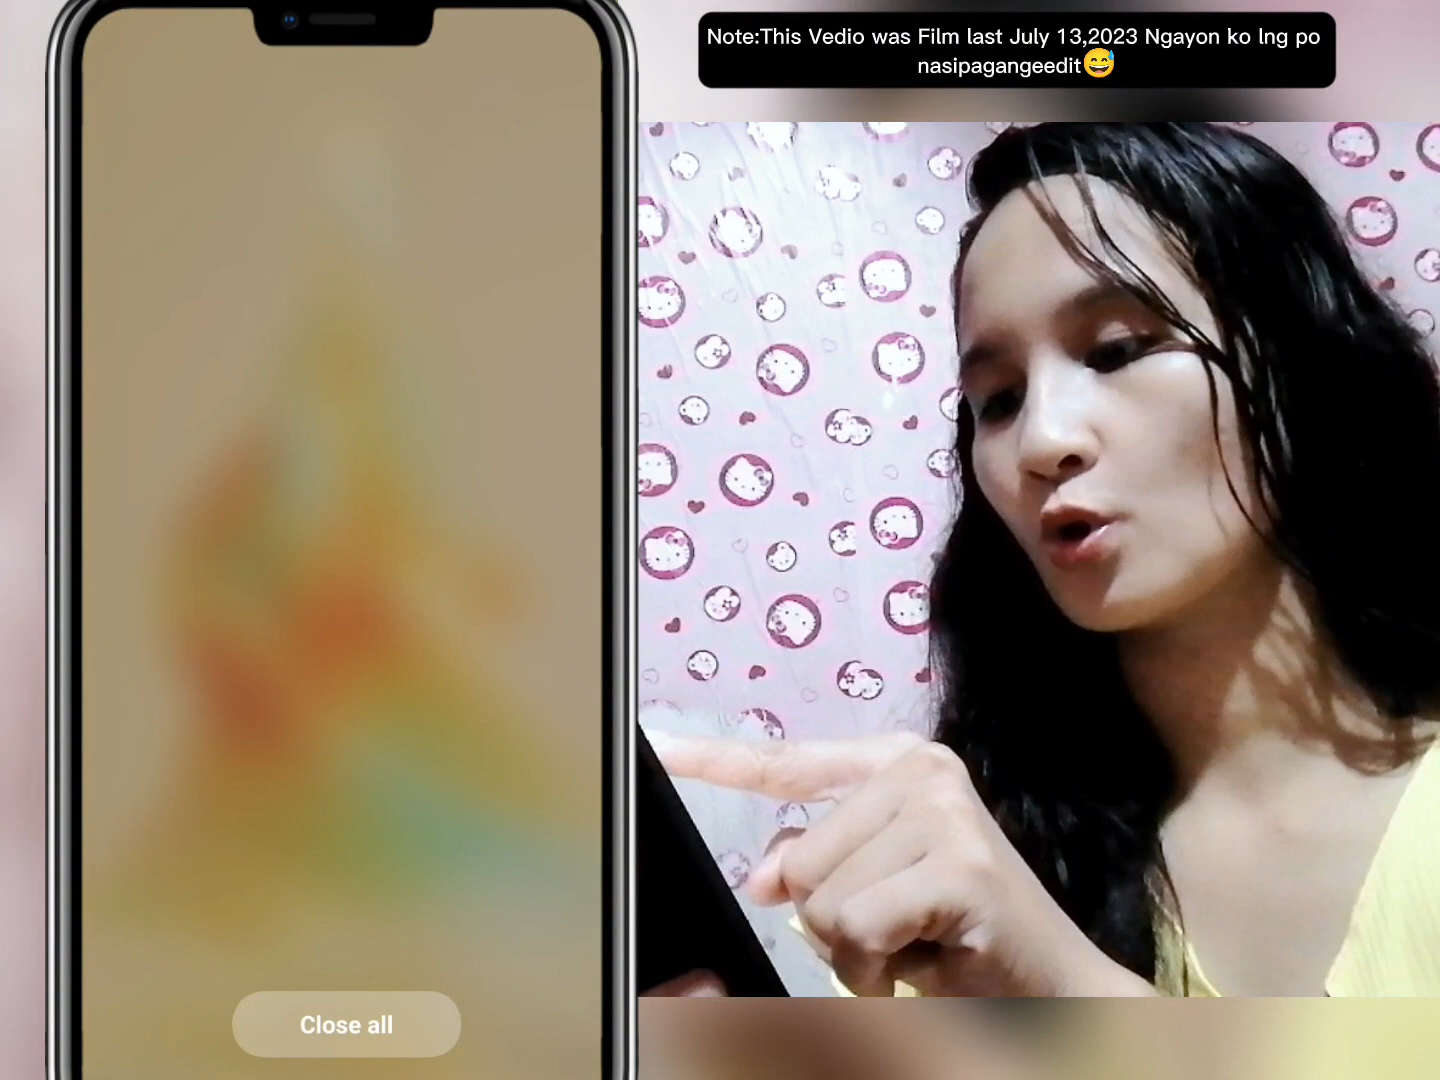 Note:This Vedio was Film last July 13,2023 Ngayon ko lng po
nasipagangeedit😅
Close all